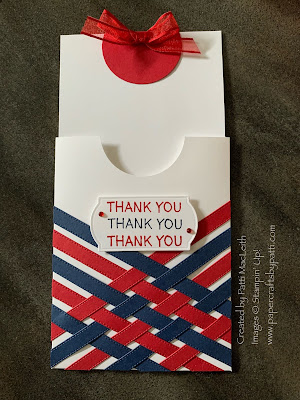 THANK YOU
THANK YOU
THANK YOU
Created by Patti MacLeith
Images © Stampin' Up!
www.papercraftsbypatti.com